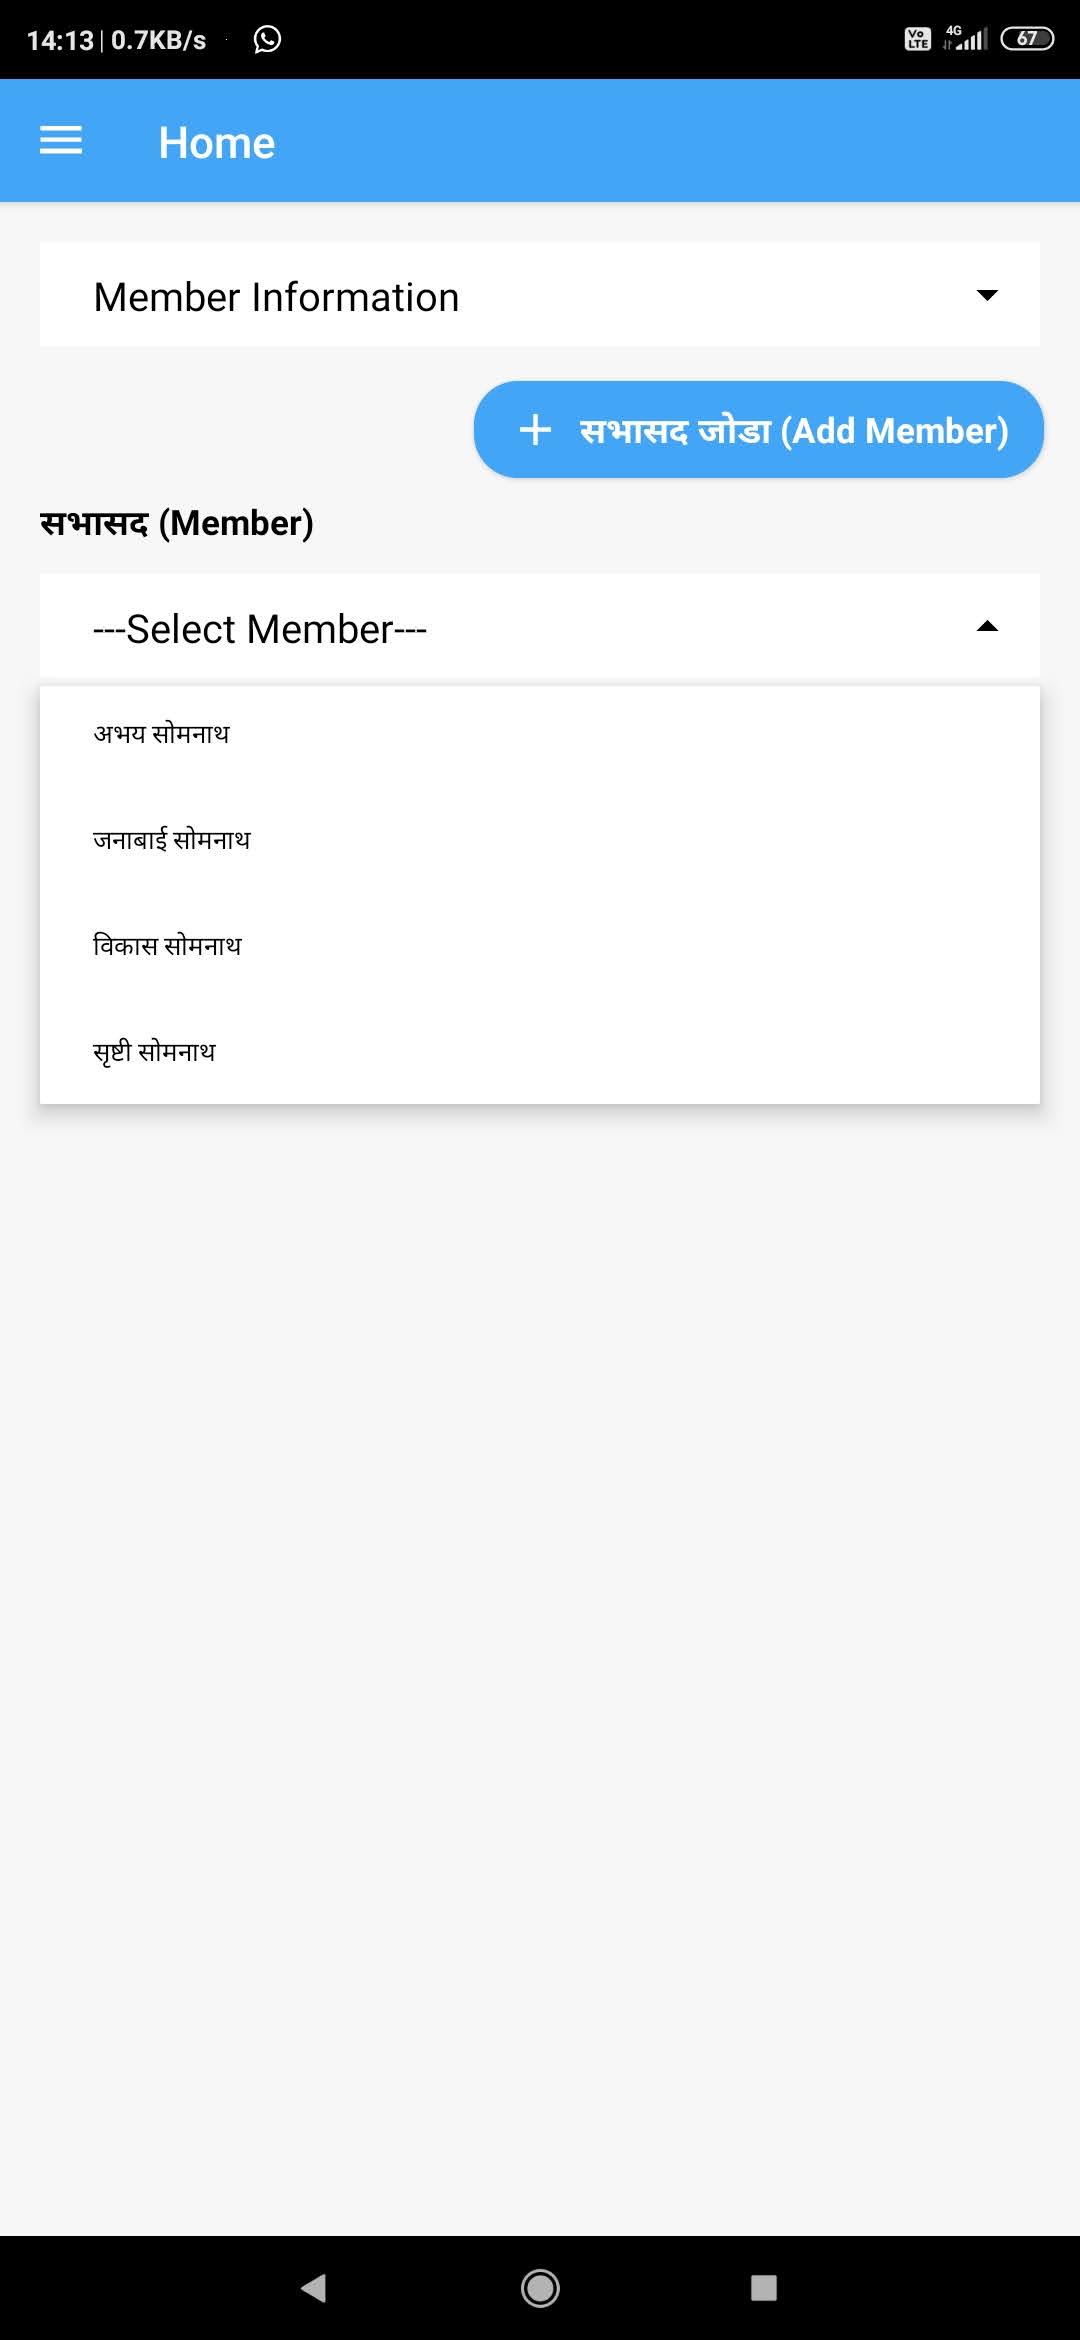 14:13 | 0.7KB/s
Vo LTE 4G 67
Home
Member Information
+ सभासद जोडा (Add Member)
सभासद (Member)
---Select Member---
अभय सोमनाथ
जनाबाई सोमनाथ
विकास सोमनाथ
सृष्टी सोमनाथ